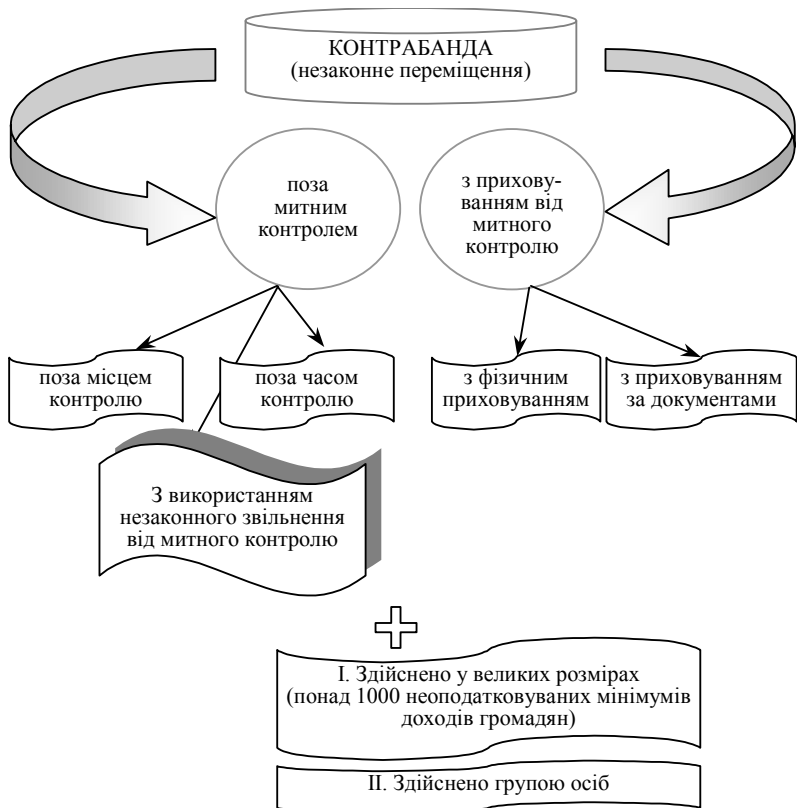 КОНТРАБАНДА
(незаконне переміщення)
поза
митним
контролем
з прихову-
ванням від
митного
контролю
поза місцем
контролю
поза часом
контролю
з фізичним
приховуванням
з приховуванням
за документами
З використанням
незаконного звільнення
від митного контролю
І. Здійснено у великих розмірах
(понад 1000 неоподатковуваних мінімумів
доходів громадян)
ІІ. Здійснено групою осіб